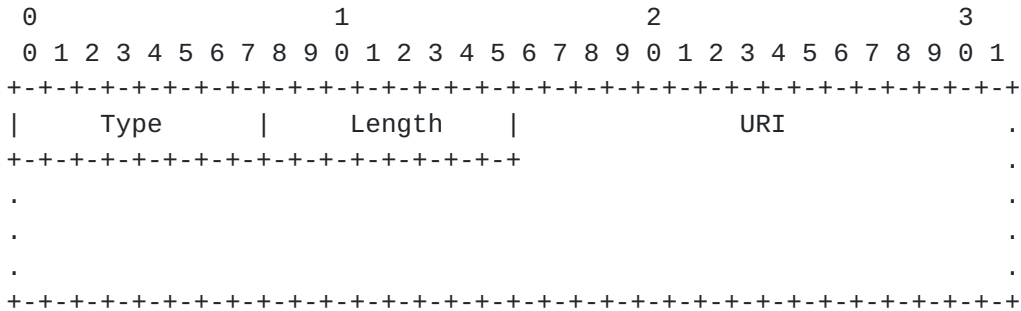 0                   1                   2                   3
 0 1 2 3 4 5 6 7 8 9 0 1 2 3 4 5 6 7 8 9 0 1 2 3 4 5 6 7 8 9 0 1
+-+-+-+-+-+-+-+-+-+-+-+-+-+-+-+-+-+-+-+-+-+-+-+-+-+-+-+-+-+-+-+-+
|     Type      |     Length    |              URI              .
+-+-+-+-+-+-+-+-+-+-+-+-+-+-+-+-+                               .
.                                                               .
.                                                               .
.                                                               .
+-+-+-+-+-+-+-+-+-+-+-+-+-+-+-+-+-+-+-+-+-+-+-+-+-+-+-+-+-+-+-+-+